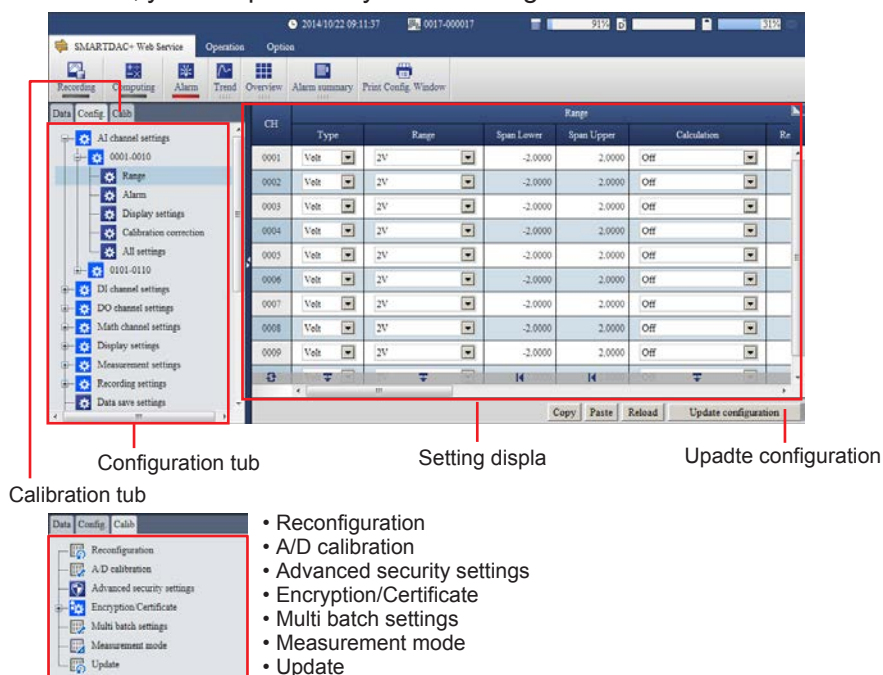 2014/10/22 09:11:37 0017-000017 91% 31%
SMARTDAC+ Web Service Operation Option
Recording Computing Alarm Trend Overview Alarm summary Print Config. Window
Data Config. Calib
AI channel settings
0001-0010
Range
Alarm
Display settings
Calibration correction
All settings
0101-0110
DI channel settings
DO channel settings
Math channel settings
Display settings
Measurement settings
Recording settings
Data save settings
CH Range
Type Range Span Lower Span Upper Calculation Re
0001 Volt 2V -2.0000 2.0000 Off
0002 Volt 2V -2.0000 2.0000 Off
0003 Volt 2V -2.0000 2.0000 Off
0004 Volt 2V -2.0000 2.0000 Off
0005 Volt 2V -2.0000 2.0000 Off
0006 Volt 2V -2.0000 2.0000 Off
0007 Volt 2V -2.0000 2.0000 Off
0008 Volt 2V -2.0000 2.0000 Off
0009 Volt 2V -2.0000 2.0000 Off
Copy Paste Reload Update configuration
Configuration tub
Setting displa
Upadte configuration
Calibration tub
Data Config. Calib
Reconfiguration
A/D calibration
Advanced security settings
Encryption/Certificate
Multi batch settings
Measurement mode
Update
• Reconfiguration
• A/D calibration
• Advanced security settings
• Encryption/Certificate
• Multi batch settings
• Measurement mode
• Update